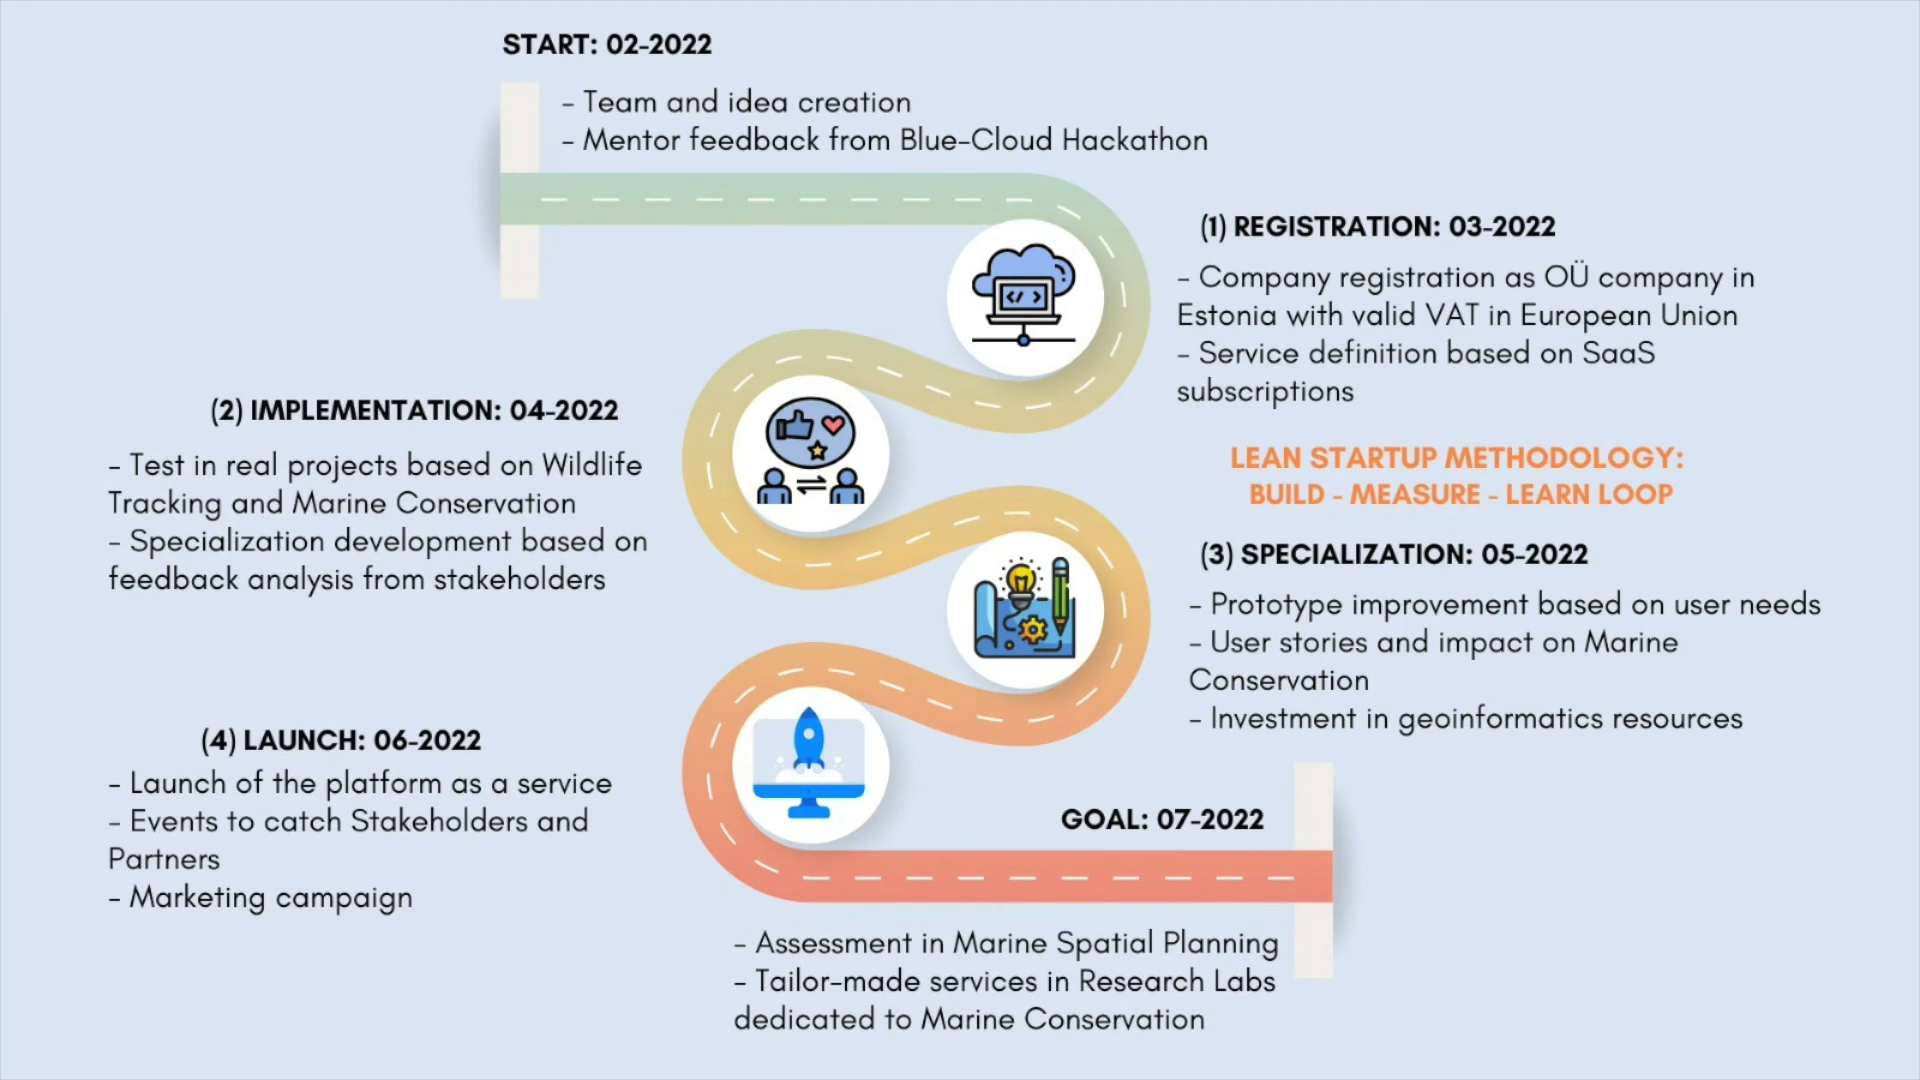 START: 02-2022
- Team and idea creation
- Mentor feedback from Blue-Cloud Hackathon
(1) REGISTRATION: 03-2022
- Company registration as OÜ company in
Estonia with valid VAT in European Union
- Service definition based on SaaS
subscriptions
(2) IMPLEMENTATION: 04-2022
- Test in real projects based on Wildlife
Tracking and Marine Conservation
- Specialization development based on
feedback analysis from stakeholders
LEAN STARTUP METHODOLOGY:
BUILD - MEASURE - LEARN LOOP
(3) SPECIALIZATION: 05-2022
- Prototype improvement based on user needs
- User stories and impact on Marine
Conservation
- Investment in geoinformatics resources
(4) LAUNCH: 06-2022
- Launch of the platform as a service
- Events to catch Stakeholders and
Partners
- Marketing campaign
GOAL: 07-2022
- Assessment in Marine Spatial Planning
- Tailor-made services in Research Labs
dedicated to Marine Conservation